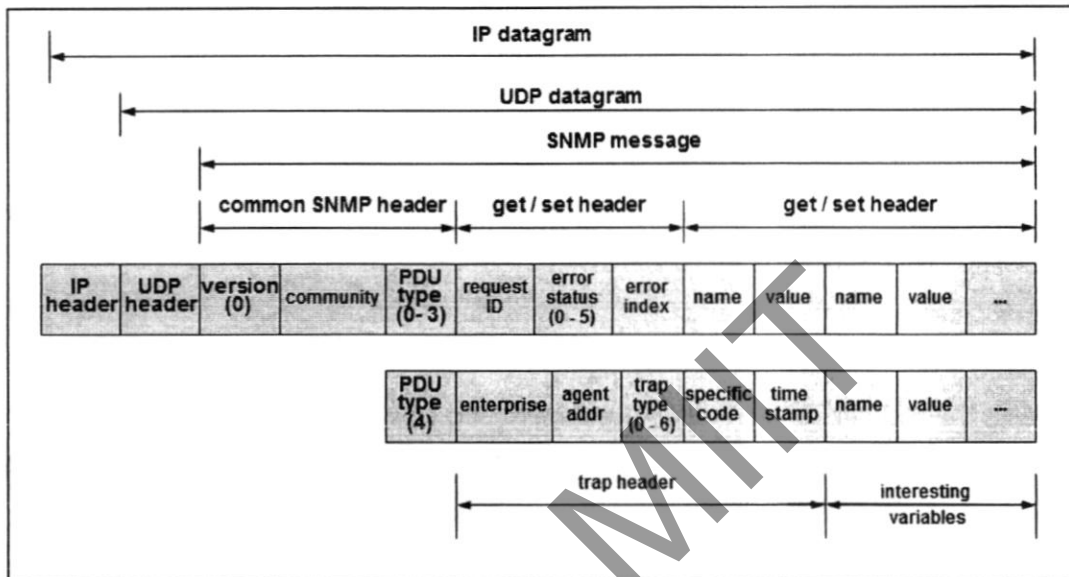 IP datagram
UDP datagram
SNMP message
common SNMP header get / set header get / set header
IP header UDP header version (0) community PDU type (0-3) request ID error status (0 - 5) error index name value name value ...
PDU type (4) enterprise agent addr trap type (0 - 6) specific code time stamp name value ...
trap header interesting variables
MIIT